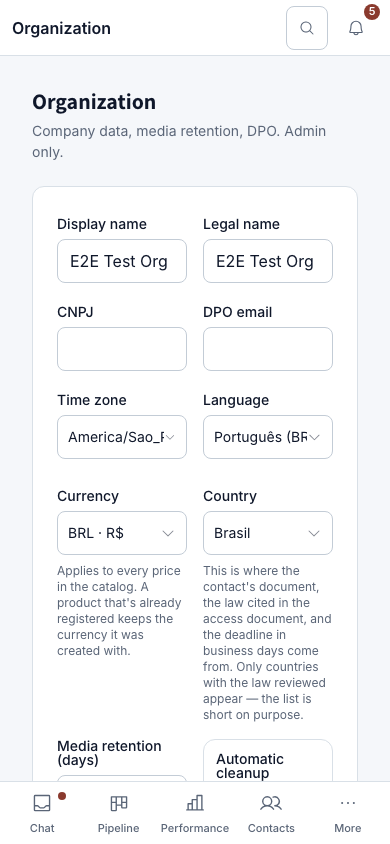 Organization
5
Organization
Company data, media retention, DPO. Admin
only.
Display name
Legal name
E2E Test Org
E2E Test Org
CNPJ
DPO email
Time zone
Language
America/Sao_
Português (BR
Currency
Country
BRL · R$
Brasil
Applies to every price
in the catalog. A
product that's already
registered keeps the
currency it was
created with.
This is where the
contact's document,
the law cited in the
access document, and
the deadline in
business days come
from. Only countries
with the law reviewed
appear — the list is
short on purpose.
Media retention
(days)
Automatic
cleanup
Chat
Pipeline
Performance
Contacts
More